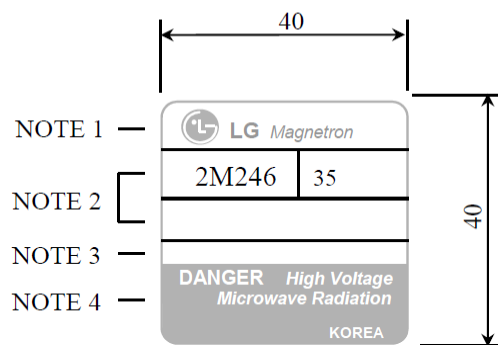 40
NOTE 1
LG Magnetron
NOTE 2
2M246 35
40
NOTE 3
DANGER High Voltage
NOTE 4
Microwave Radiation
KOREA